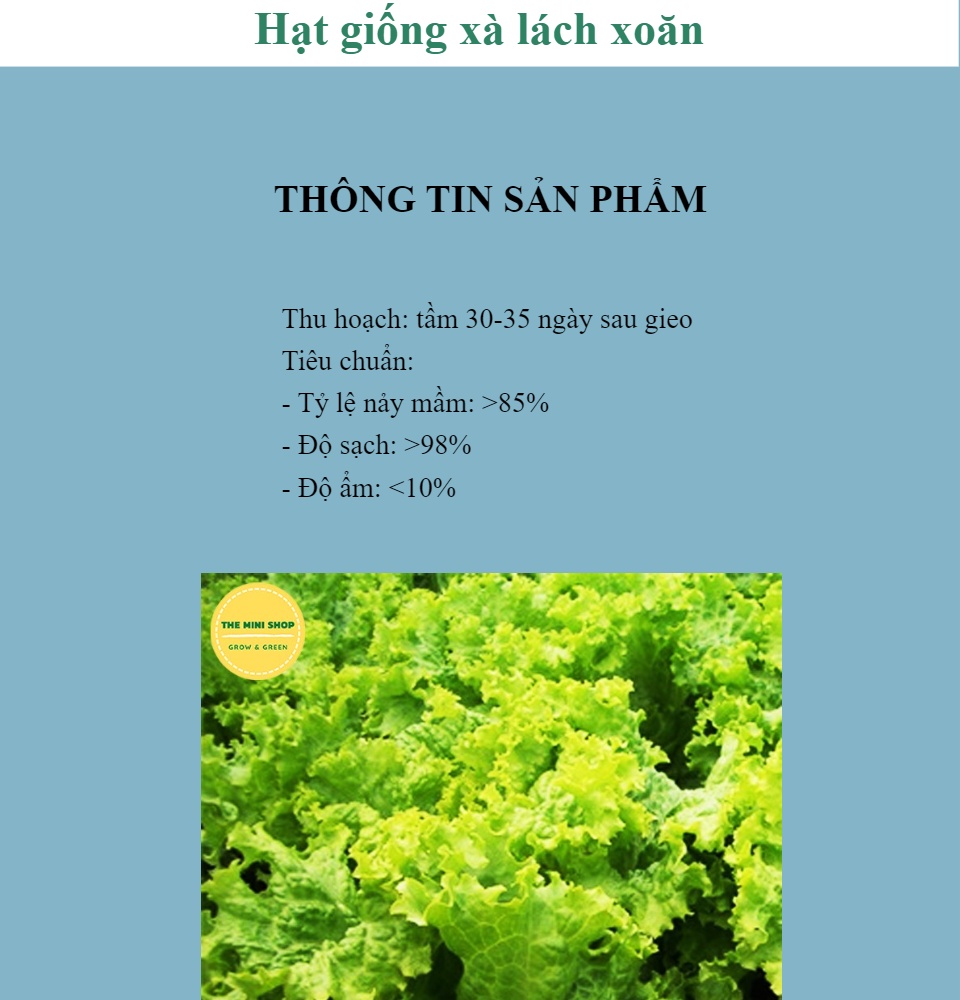 Hạt giống xà lách xoăn
THÔNG TIN SẢN PHẨM
Thu hoạch: tầm 30-35 ngày sau gieo
Tiêu chuẩn:
- Tỷ lệ nảy mầm: >85%
- Độ sạch: >98%
- Độ ẩm: <10%
THE MINI SHOP
GROW & GREEN